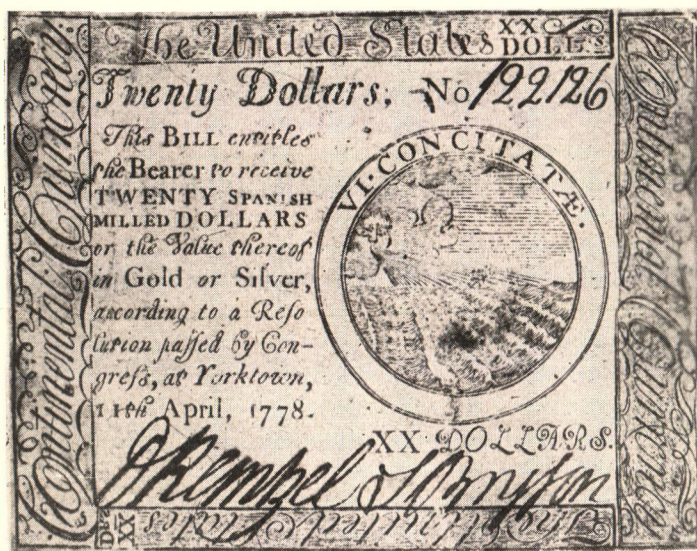 The United States
XX
DOLLS
Twenty Dollars. No 122126
This BILL entitles
the Bearer to receive
TWENTY SPANISH
MILLED DOLLARS
or the Value thereof
in Gold or Silver,
according to a Reso
lution passed by Con-
gress, at Yorktown,
11th April, 1778.
VI·CONCITATÆ.
XX DOLLARS.
Continental Currency
Continental Currency